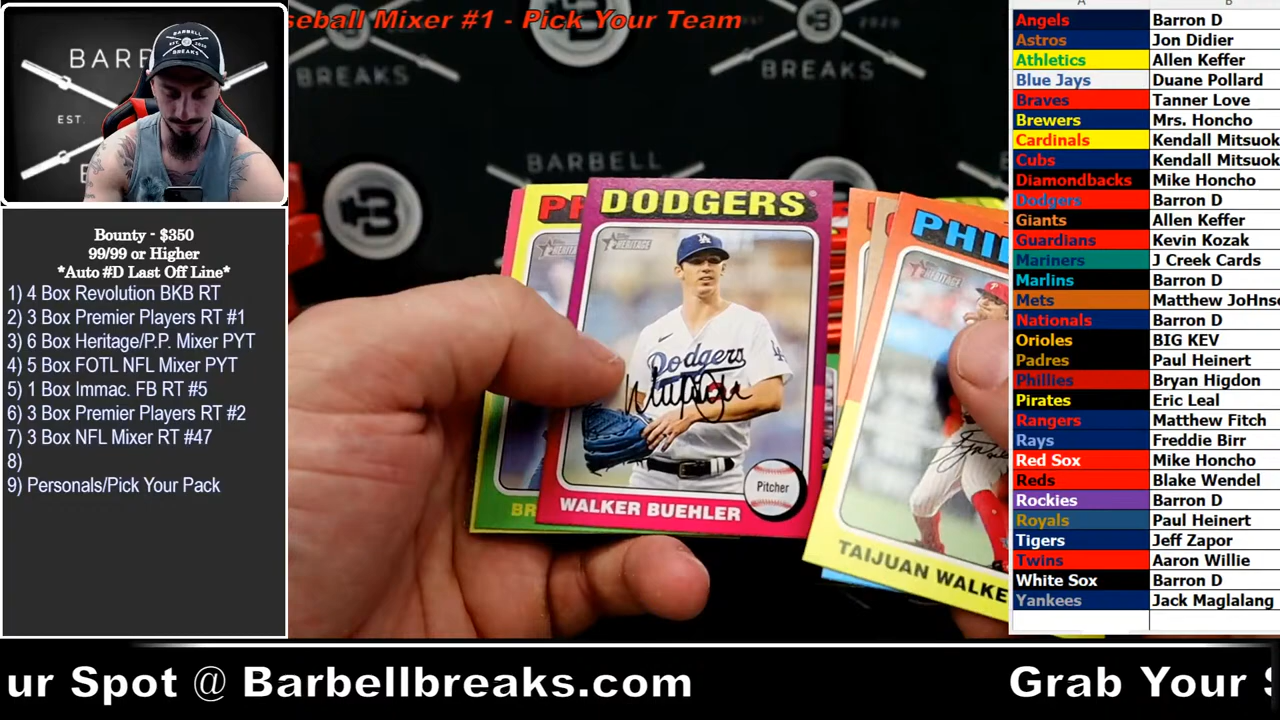 seball Mixer #1 - Pick Your Team
BREAKS
BREAKS
BARBELL
BREAKS
BARBELL
EST.
Bounty - $350
99/99 or Higher
*Auto #D Last Off Line*
1) 4 Box Revolution BKB RT
2) 3 Box Premier Players RT #1
3) 6 Box Heritage/P.P. Mixer PYT
4) 5 Box FOTL NFL Mixer PYT
5) 1 Box Immac. FB RT #5
6) 3 Box Premier Players RT #2
7) 3 Box NFL Mixer RT #47
8)
9) Personals/Pick Your Pack
DODGERS
HERITAGE
Dodgers
Pitcher
WALKER BUEHLER
PH
BR
PHIL
HERITAGE
TAIJUAN WALKE
A B
Angels Barron D
Astros Jon Didier
Athletics Allen Keffer
Blue Jays Duane Pollard
Braves Tanner Love
Brewers Mrs. Honcho
Cardinals Kendall Mitsuok
Cubs Kendall Mitsuok
Diamondbacks Mike Honcho
Dodgers Barron D
Giants Allen Keffer
Guardians Kevin Kozak
Mariners J Creek Cards
Marlins Barron D
Mets Matthew JoHnso
Nationals Barron D
Orioles BIG KEV
Padres Paul Heinert
Phillies Bryan Higdon
Pirates Eric Leal
Rangers Matthew Fitch
Rays Freddie Birr
Red Sox Mike Honcho
Reds Blake Wendel
Rockies Barron D
Royals Paul Heinert
Tigers Jeff Zapor
Twins Aaron Willie
White Sox Barron D
Yankees Jack Maglalang
ur Spot @ Barbellbreaks.com Grab Your S